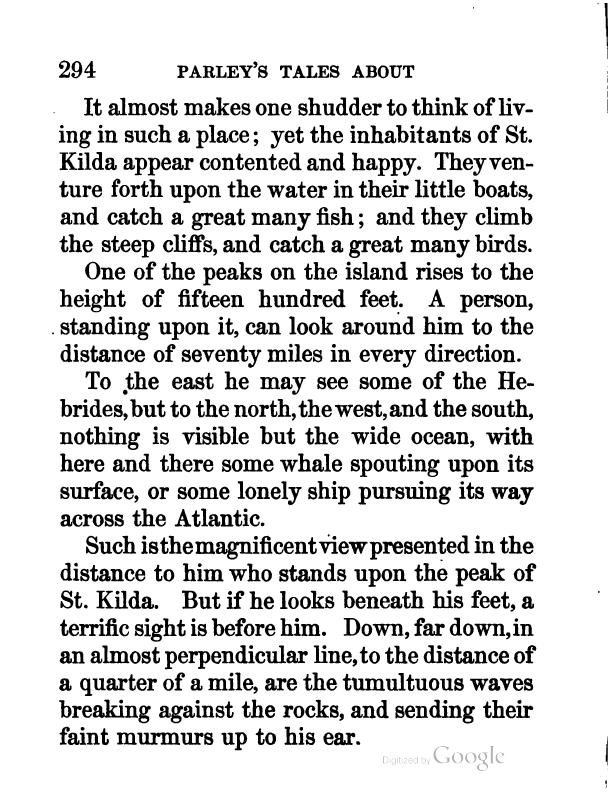 294 PARLEY'S TALES ABOUT
It almost makes one shudder to think of liv-
ing in such a place; yet the inhabitants of St.
Kilda appear contented and happy. They ven-
ture forth upon the water in their little boats,
and catch a great many fish; and they climb
the steep cliffs, and catch a great many birds.
One of the peaks on the island rises to the
height of fifteen hundred feet. A person,
standing upon it, can look around him to the
distance of seventy miles in every direction.
To the east he may see some of the He-
brides, but to the north, the west, and the south,
nothing is visible but the wide ocean, with
here and there some whale spouting upon its
surface, or some lonely ship pursuing its way
across the Atlantic.
Such is the magnificent view presented in the
distance to him who stands upon the peak of
St. Kilda. But if he looks beneath his feet, a
terrific sight is before him. Down, far down, in
an almost perpendicular line, to the distance of
a quarter of a mile, are the tumultuous waves
breaking against the rocks, and sending their
faint murmurs up to his ear.
Digitized by Google